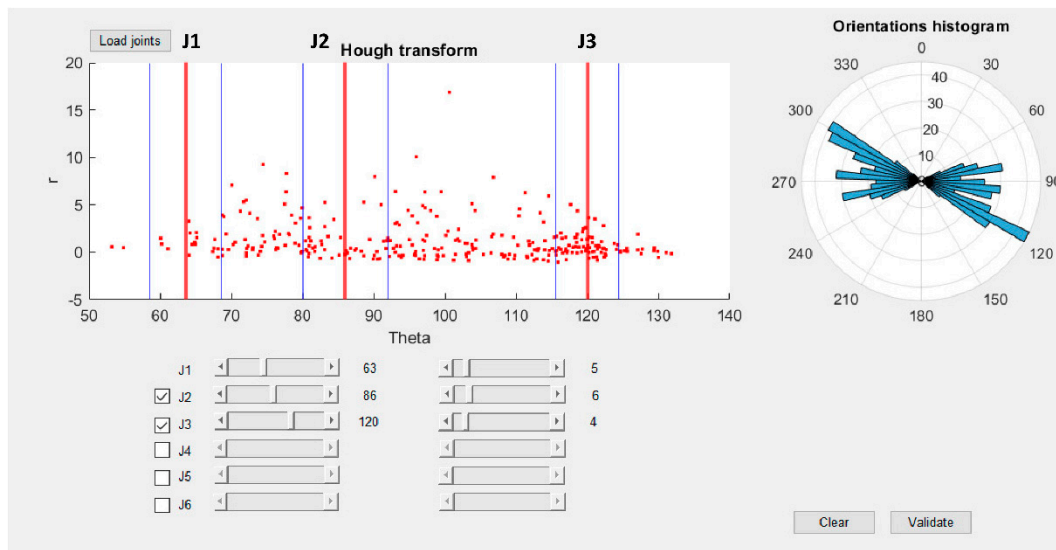 Load joints
J1
J2
J3
Hough transform
20
15
10
5
0
-5
r
50 60 70 80 90 100 110 120 130 140
Theta
Orientations histogram
0
30
60
90
120
150
180
210
240
270
300
330
40
30
20
10
J1 63 5
J2 86 6
J3 120 4
J4
J5
J6
Clear
Validate